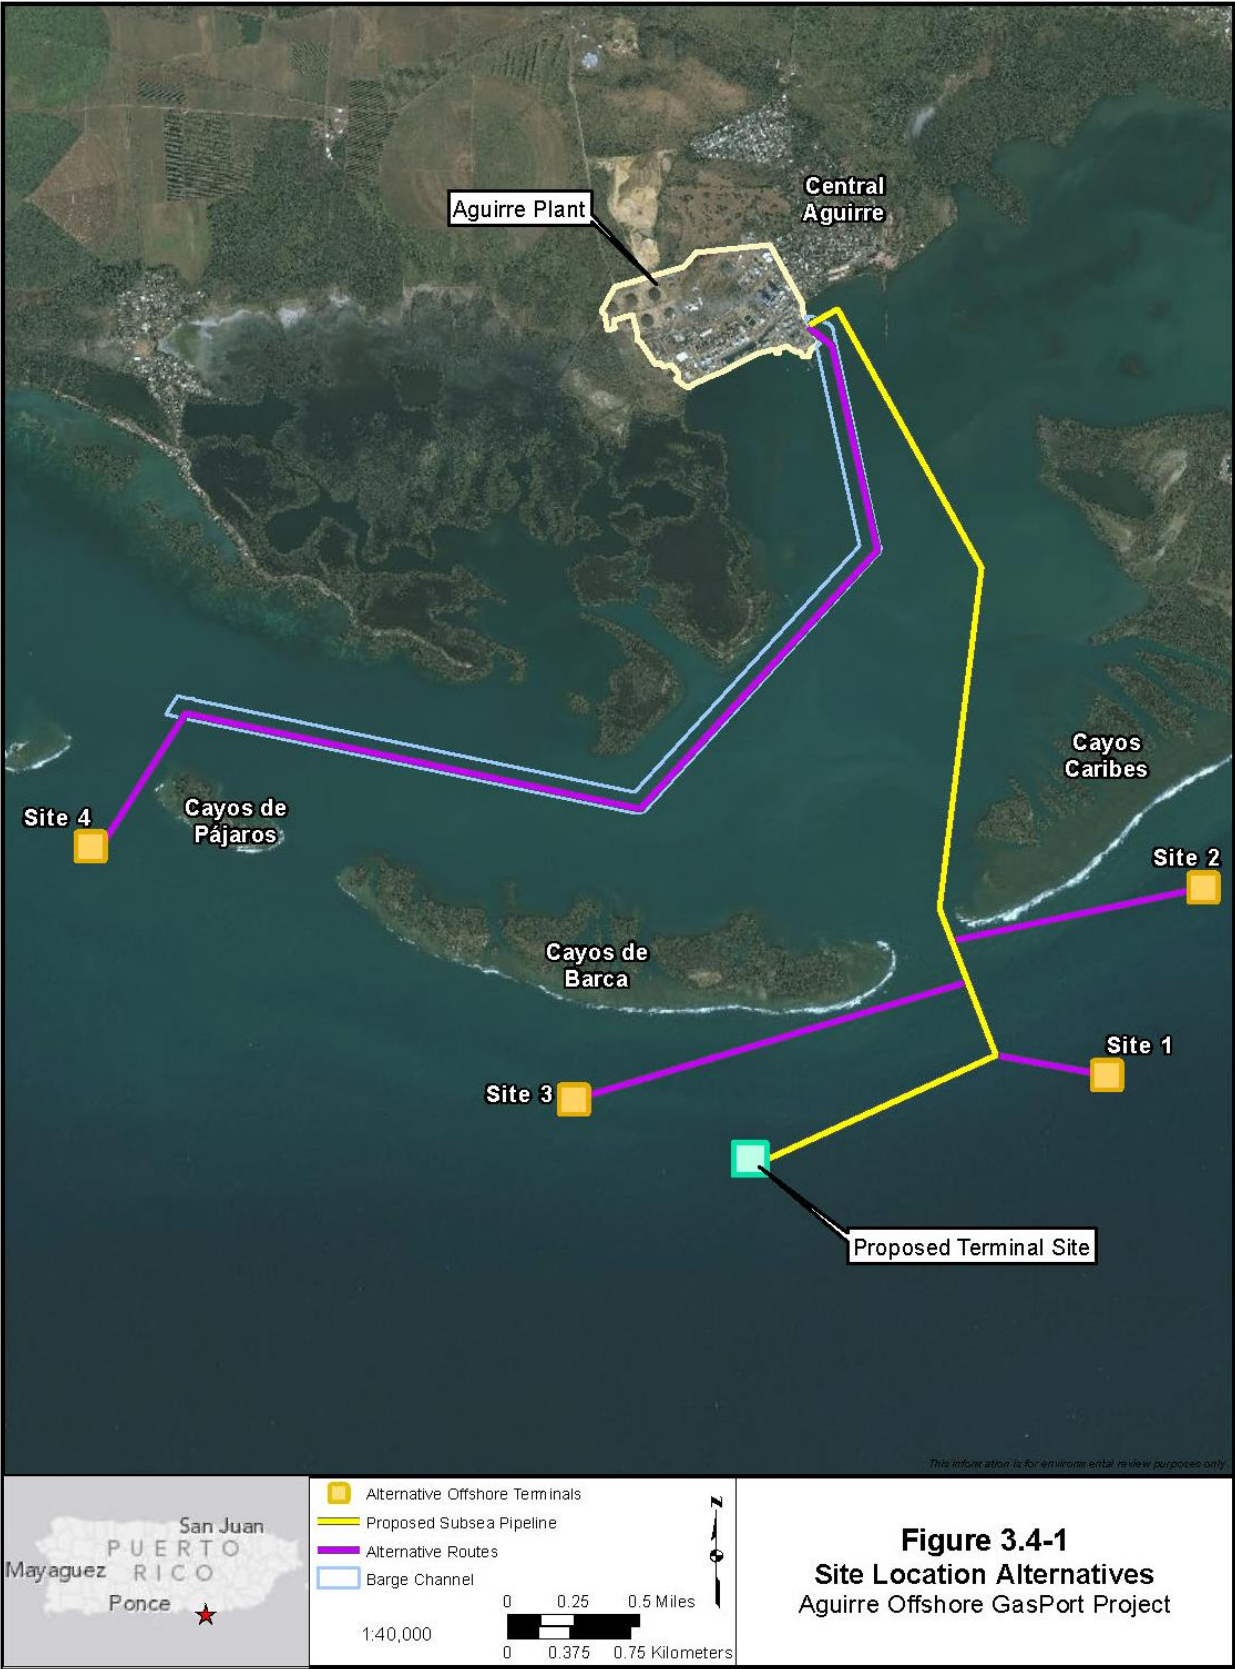 Central
Aguirre
Aguirre Plant
Cayos
Caribes
Site 4
Cayos de
Pájaros
Site 2
Cayos de
Barca
Site 1
Site 3
Proposed Terminal Site
This information is for environmental review purposes only
San Juan
PUERTO
Mayaguez RICO
Ponce
Alternative Offshore Terminals
Proposed Subsea Pipeline
Alternative Routes
Barge Channel
N
1:40,000
0 0.25 0.5 Miles
0 0.375 0.75 Kilometers
Figure 3.4-1
Site Location Alternatives
Aguirre Offshore GasPort Project